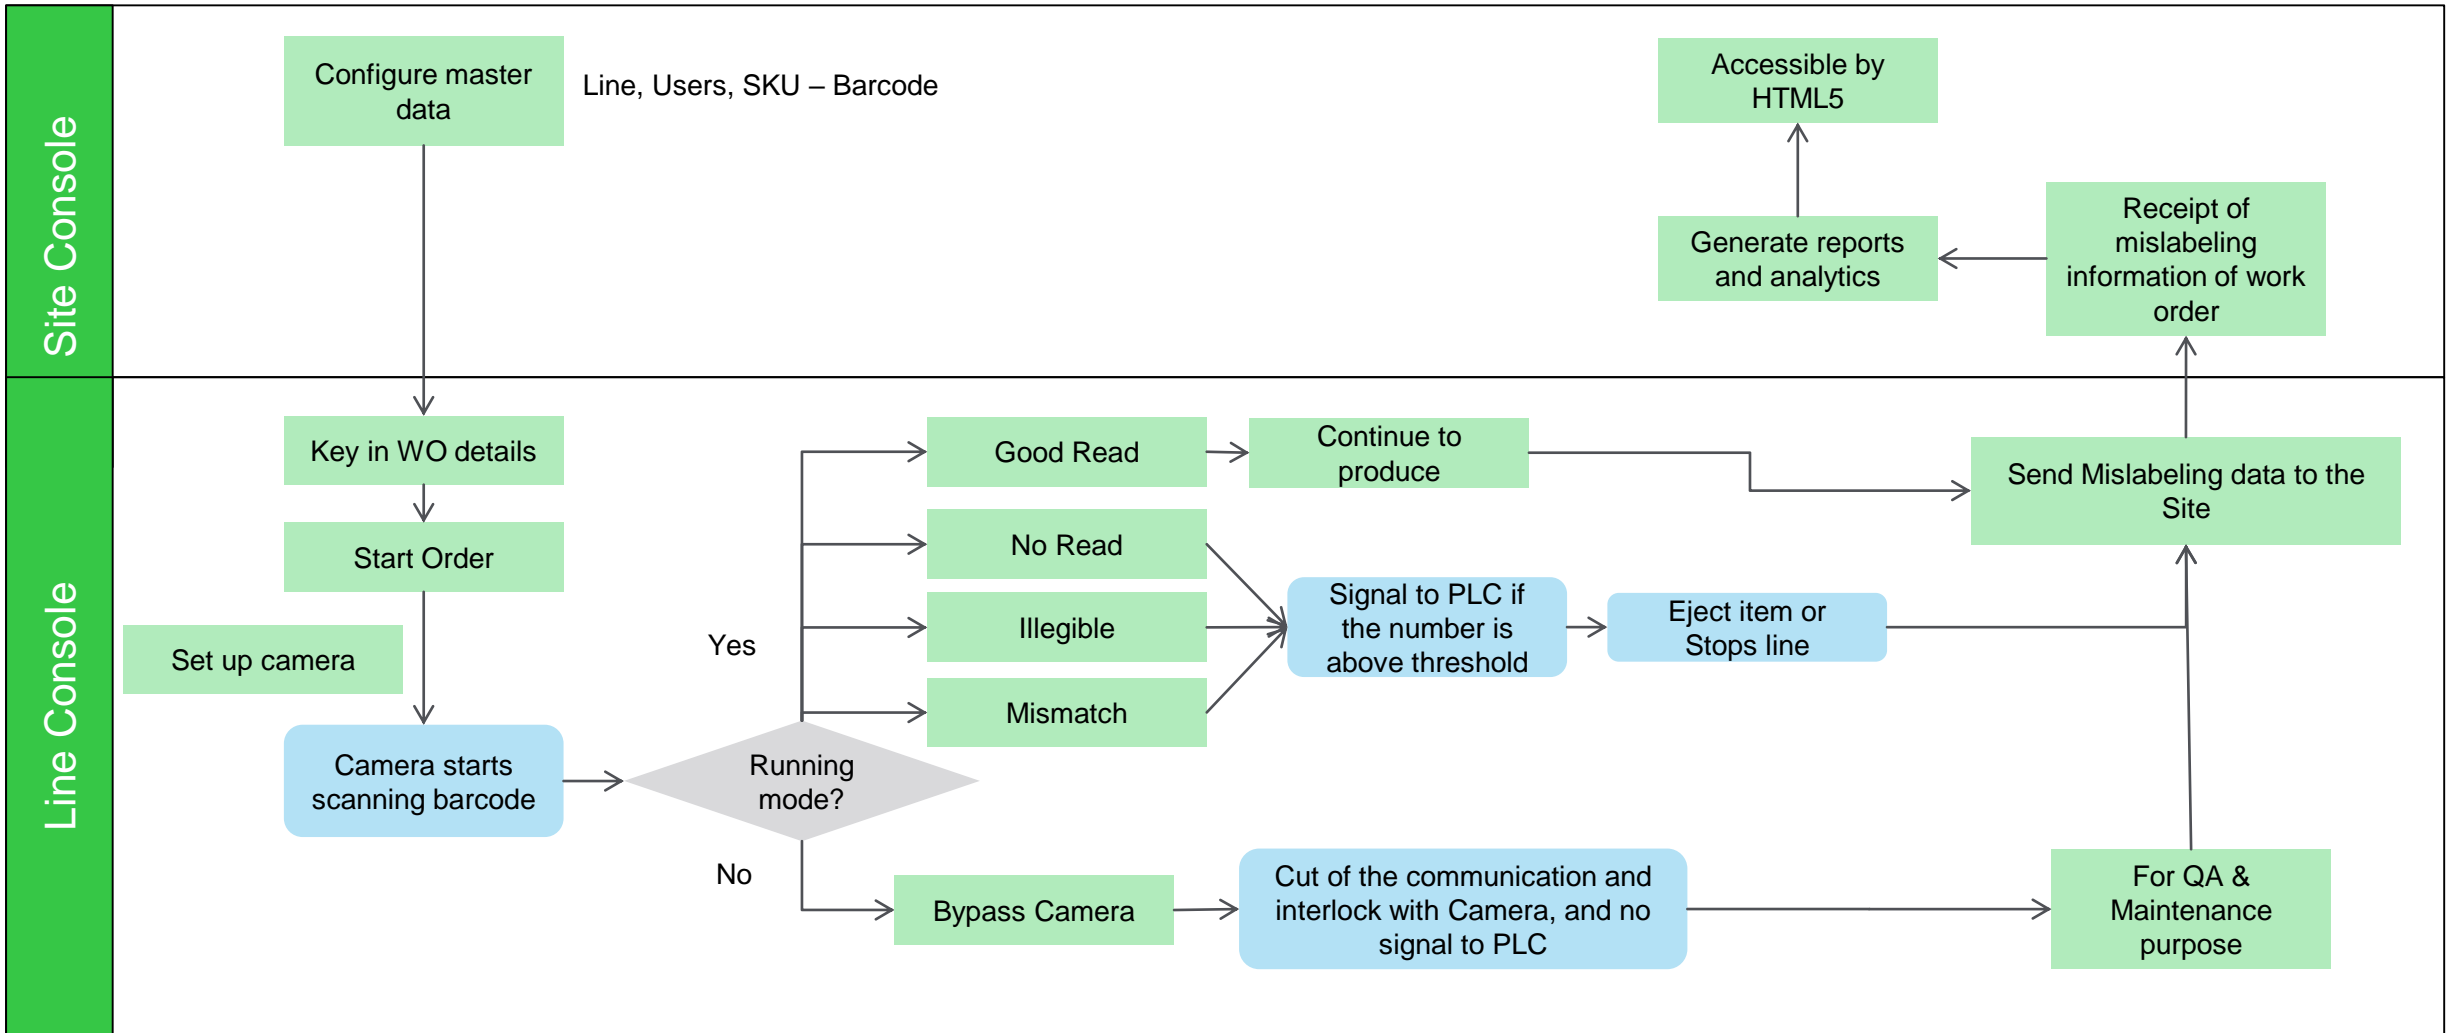 Site Console
Configure master
data
Line, Users, SKU – Barcode
Accessible by
HTML5
Generate reports
and analytics
Receipt of
mislabeling
information of work
order
Line Console
Key in WO details
Start Order
Set up camera
Camera starts
scanning barcode
Running
mode?
Yes
No
Good Read
Continue to
produce
No Read
Illegible
Mismatch
Signal to PLC if
the number is
above threshold
Eject item or
Stops line
Send Mislabeling data to the
Site
Bypass Camera
Cut of the communication and
interlock with Camera, and no
signal to PLC
For QA &
Maintenance
purpose